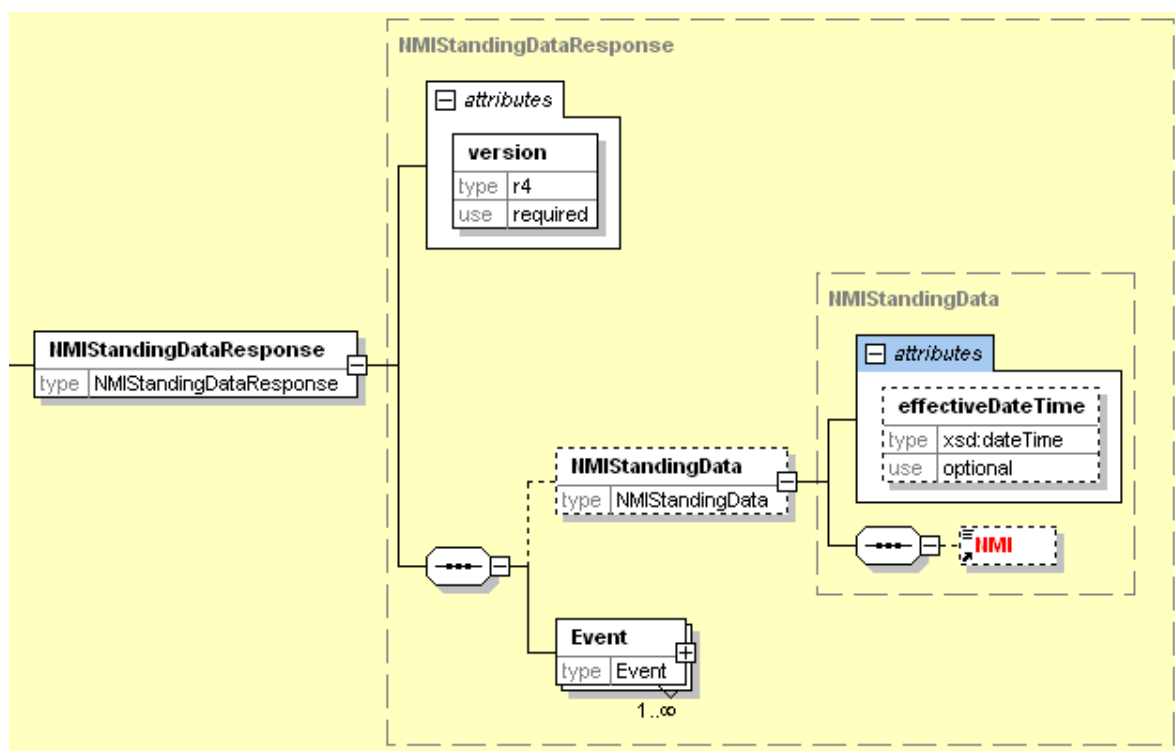 NMIStandingDataResponse
attributes
version
type r4
use required
NMIStandingData
NMIStandingDataResponse
type NMIStandingDataResponse
attributes
effectiveDateTime
type xsd:dateTime
use optional
NMIStandingData
type NMIStandingData
NMI
Event
type Event
1..∞